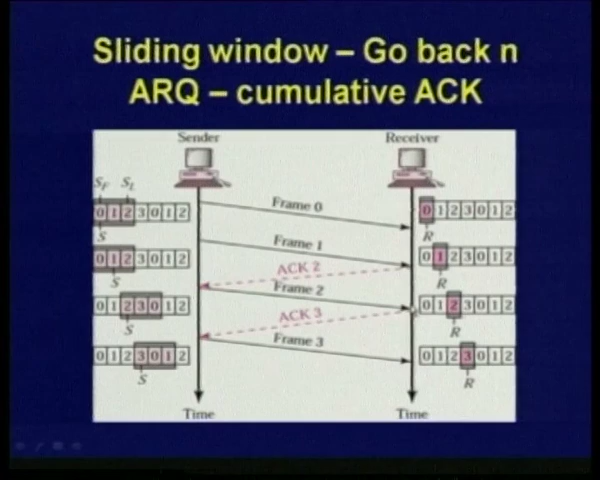 Sliding window – Go back n
ARQ – cumulative ACK
Sender
Receiver
SF SL
0 1 2 3 0 1 2
S
Frame 0
0 1 2 3 0 1 2
R
0 1 2 3 0 1 2
S
Frame 1
0 1 2 3 0 1 2
R
ACK 2
0 1 2 3 0 1 2
S
Frame 2
0 1 2 3 0 1 2
R
ACK 3
0 1 2 3 0 1 2
S
Frame 3
0 1 2 3 0 1 2
R
Time
Time